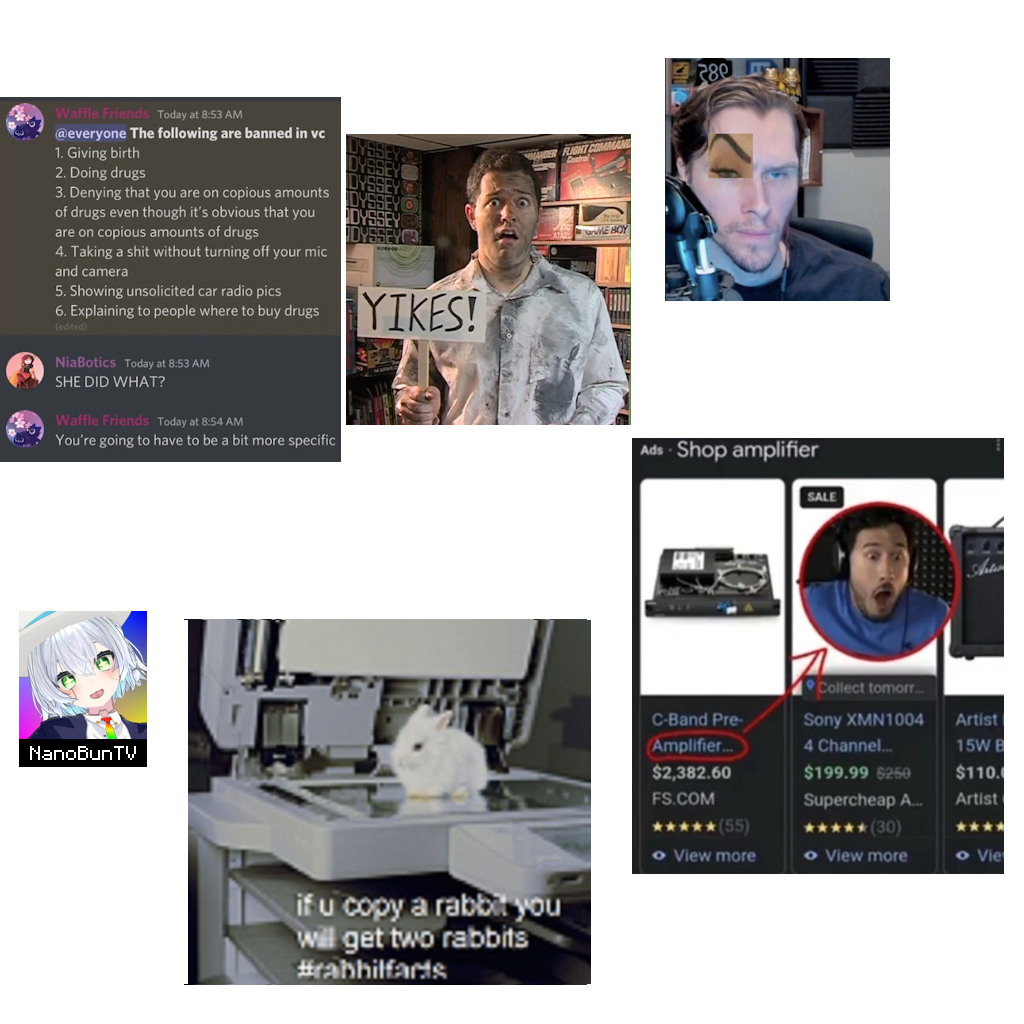 Waffle Friends Today at 8:53 AM
@everyone The following are banned in vc
1. Giving birth
2. Doing drugs
3. Denying that you are on copious amounts
of drugs even though it's obvious that you
are on copious amounts of drugs
4. Taking a shit without turning off your mic
and camera
5. Showing unsolicited car radio pics
6. Explaining to people where to buy drugs
(edited)
NiaBotics Today at 8:53 AM
SHE DID WHAT?
Waffle Friends Today at 8:54 AM
You're going to have to be a bit more specific
ODYSSEY
ODYSSEY
ODYSSEY
FLIGHT COMMAND
Control
GAME BOY
YIKES!
985
Ads · Shop amplifier
SALE
Collect tomorr...
C-Band Pre-
Amplifier...
$2,382.60
FS.COM
(55)
View more
Sony XMN1004
4 Channel...
$199.99 $250
Supercheap A...
(30)
View more
Artist
Artist
15W B
$110.0
Artist
Vie
NanoBunTV
if u copy a rabbit you
will get two rabbits
#rabbitfacts